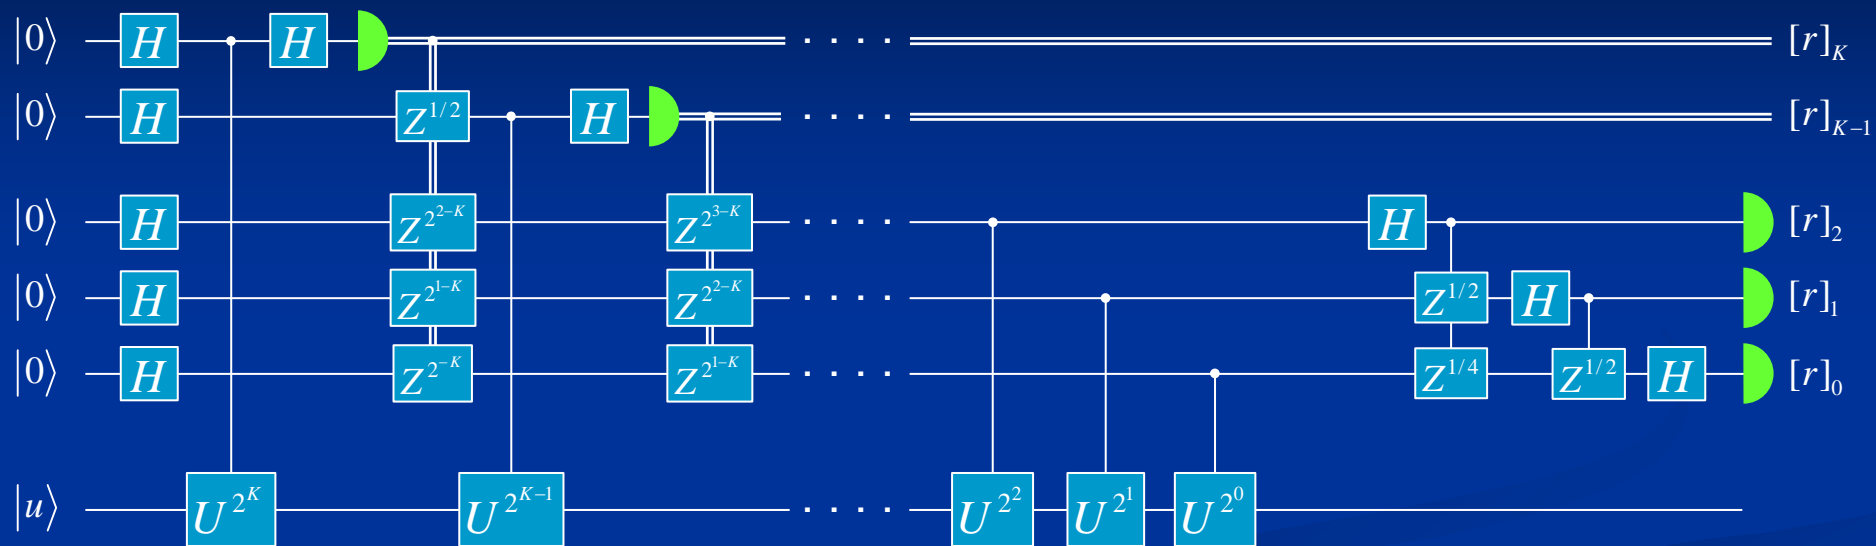 |0⟩ H H · · · · [r]_K
|0⟩ H Z^{1/2} H · · · · [r]_{K−1}
|0⟩ H Z^{2^{2−K}} Z^{2^{3−K}} · · · · H [r]_2
|0⟩ H Z^{2^{1−K}} Z^{2^{2−K}} · · · · Z^{1/2} H [r]_1
|0⟩ H Z^{2^{−K}} Z^{2^{1−K}} · · · · Z^{1/4} Z^{1/2} H [r]_0
|u⟩ U^{2^K} U^{2^{K−1}} · · · · U^{2^2} U^{2^1} U^{2^0}